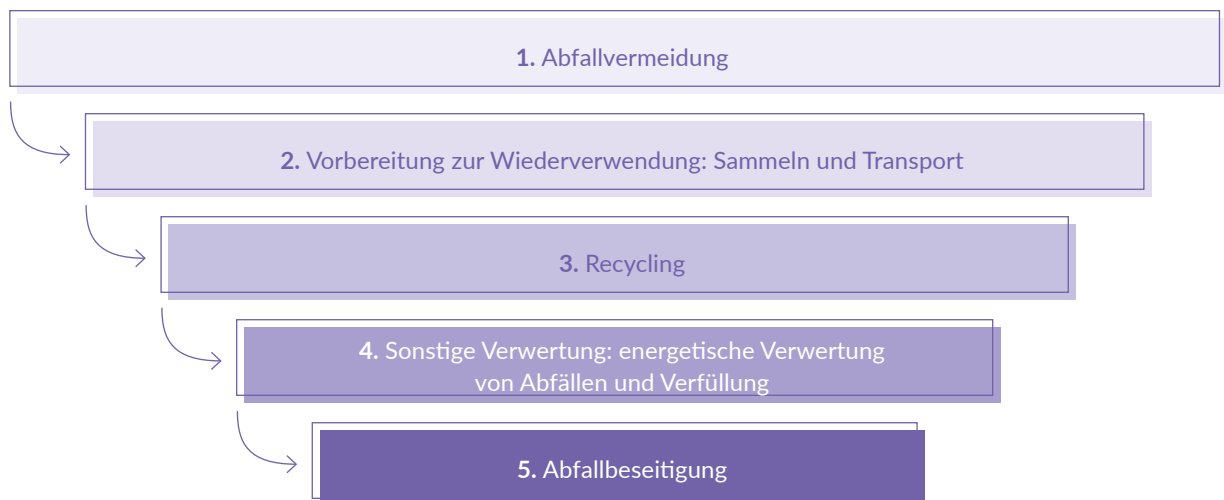 1. Abfallvermeidung
2. Vorbereitung zur Wiederverwendung: Sammeln und Transport
3. Recycling
4. Sonstige Verwertung: energetische Verwertung
von Abfällen und Verfüllung
5. Abfallbeseitigung